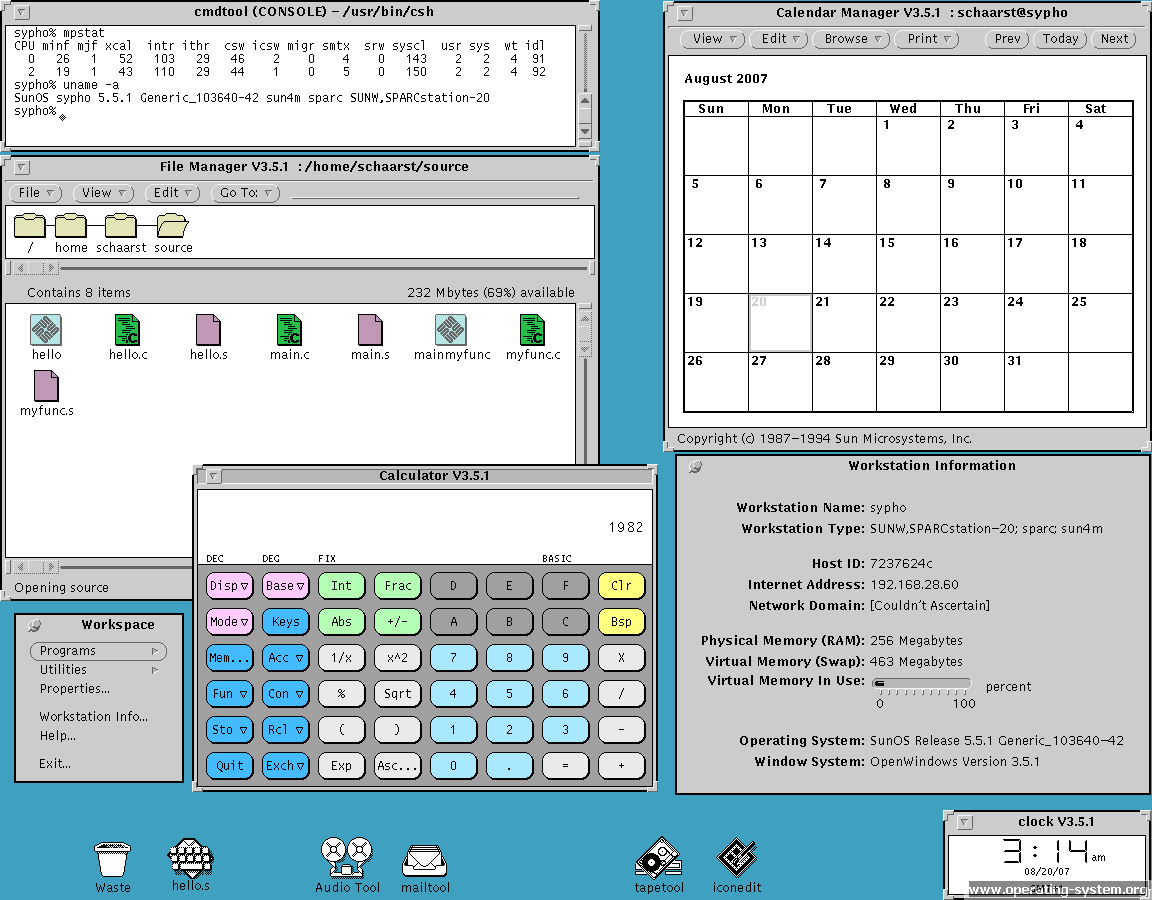 cmdtool (CONSOLE) – /usr/bin/csh
sypho% mpstat
CPU minf mjf xcal  intr ithr  csw icsw migr smtx  srw syscl  usr sys  wt idl
0   26   1   52   103   29   46    2    0    4    0   143    2   2   4  91
2   19   1   43   110   29   44    1    0    5    0   150    2   2   4  92
sypho% uname -a
SunOS sypho 5.5.1 Generic_103640-42 sun4m sparc SUNW,SPARCstation-20
sypho%
File Manager V3.5.1 : /home/schaarst/source
File View Edit Go To:
/ home schaarst source
Contains 8 items 232 Mbytes (69%) available
hello hello.c hello.s main.c main.s mainmyfunc myfunc.c
myfunc.s
Opening source
Calendar Manager V3.5.1 : schaarst@sypho
View Edit Browse Print Prev Today Next
August 2007
Sun Mon Tue Wed Thu Fri Sat
1 2 3 4
5 6 7 8 9 10 11
12 13 14 15 16 17 18
19 20 21 22 23 24 25
26 27 28 29 30 31
Copyright (c) 1987–1994 Sun Microsystems, Inc.
Calculator V3.5.1
1982
DEC DEG FIX BASIC
Disp Base Int Frac D E F Clr
Mode Keys Abs +/- A B C Bsp
Mem... Acc 1/x x^2 7 8 9 X
Fun Con % Sqrt 4 5 6 /
Sto Rcl ( ) 1 2 3 -
Quit Exch Exp Asc... 0 . = +
Workspace
Programs
Utilities
Properties...
Workstation Info...
Help...
Exit...
Workstation Information
Workstation Name: sypho
Workstation Type: SUNW,SPARCstation–20; sparc; sun4m
Host ID: 7237624c
Internet Address: 192.168.28.60
Network Domain: [Couldn't Ascertain]
Physical Memory (RAM): 256 Megabytes
Virtual Memory (Swap): 463 Megabytes
Virtual Memory In Use: percent
0 100
Operating System: SunOS Release 5.5.1 Generic_103640–42
Window System: OpenWindows Version 3.5.1
Waste hello.s Audio Tool mailtool tapetool iconedit
clock V3.5.1
3:14 am
08/20/07
www.operating-system.org